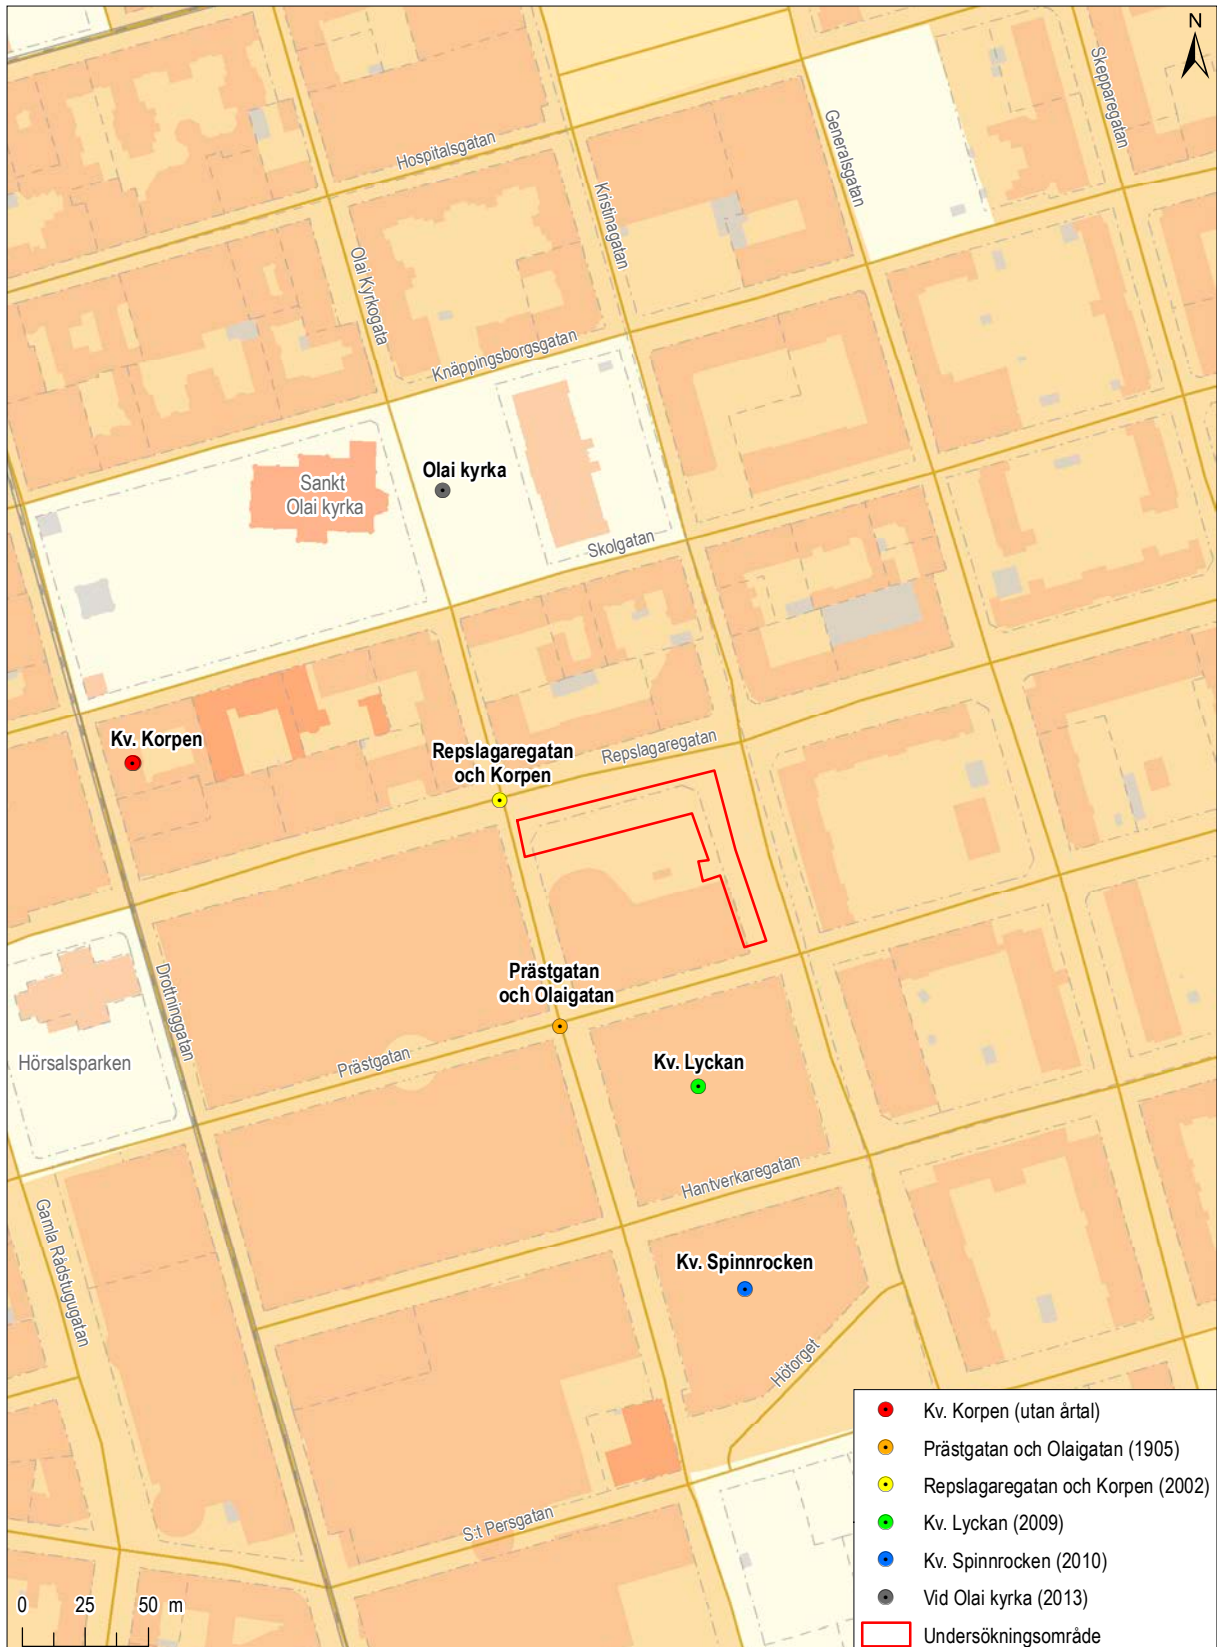 N
Skepparegatan
Generalsgatan
Hospitalsgatan
Kristinagatan
Olai Kyrkogata
Knäppingsborgsgatan
Olai kyrka
Sankt
Olai kyrka
Skolgatan
Kv. Korpen
Repslagaregatan
och Korpen
Repslagaregatan
Prästgatan
och Olaigatan
Drottninggatan
Hörsalsparken
Prästgatan
Kv. Lyckan
Hantverkaregatan
Gamla Rådstugugatan
Kv. Spinnrocken
Hötorget
S:t Persgatan
Kv. Korpen (utan årtal)
Prästgatan och Olaigatan (1905)
Repslagaregatan och Korpen (2002)
Kv. Lyckan (2009)
Kv. Spinnrocken (2010)
Vid Olai kyrka (2013)
Undersökningsområde
0 25 50 m